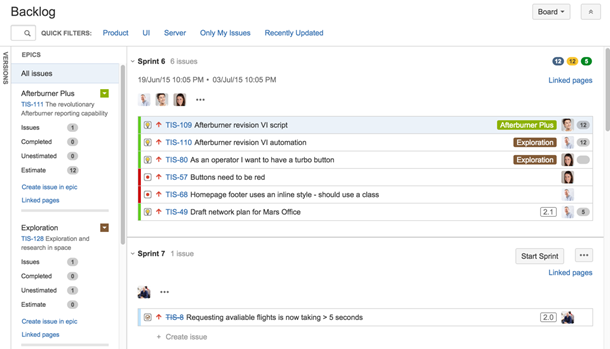 Backlog
Board
QUICK FILTERS: Product UI Server Only My Issues Recently Updated
VERSIONS
EPICS
All issues
Afterburner Plus
TIS-111 The revolutionary
Afterburner reporting capability
Issues 1
Completed 0
Unestimated 0
Estimate 12
Create issue in epic
Linked pages
Exploration
TIS-128 Exploration and
research in space
Issues 1
Completed 0
Unestimated 1
Estimate 0
Create issue in epic
Linked pages
Sprint 6 6 issues
12 12 5
19/Jun/15 10:05 PM • 03/Jul/15 10:05 PM
Linked pages
•••
TIS-109 Afterburner revision VI script Afterburner Plus 12
TIS-110 Afterburner revision VI automation Exploration 12
TIS-80 As an operator I want to have a turbo button Exploration
TIS-57 Buttons need to be red
TIS-68 Homepage footer uses an inline style - should use a class
TIS-49 Draft network plan for Mars Office 2.1 5
Sprint 7 1 issue
Start Sprint •••
Linked pages
•••
TIS-8 Requesting avaliable flights is now taking > 5 seconds 2.0
+ Create issue